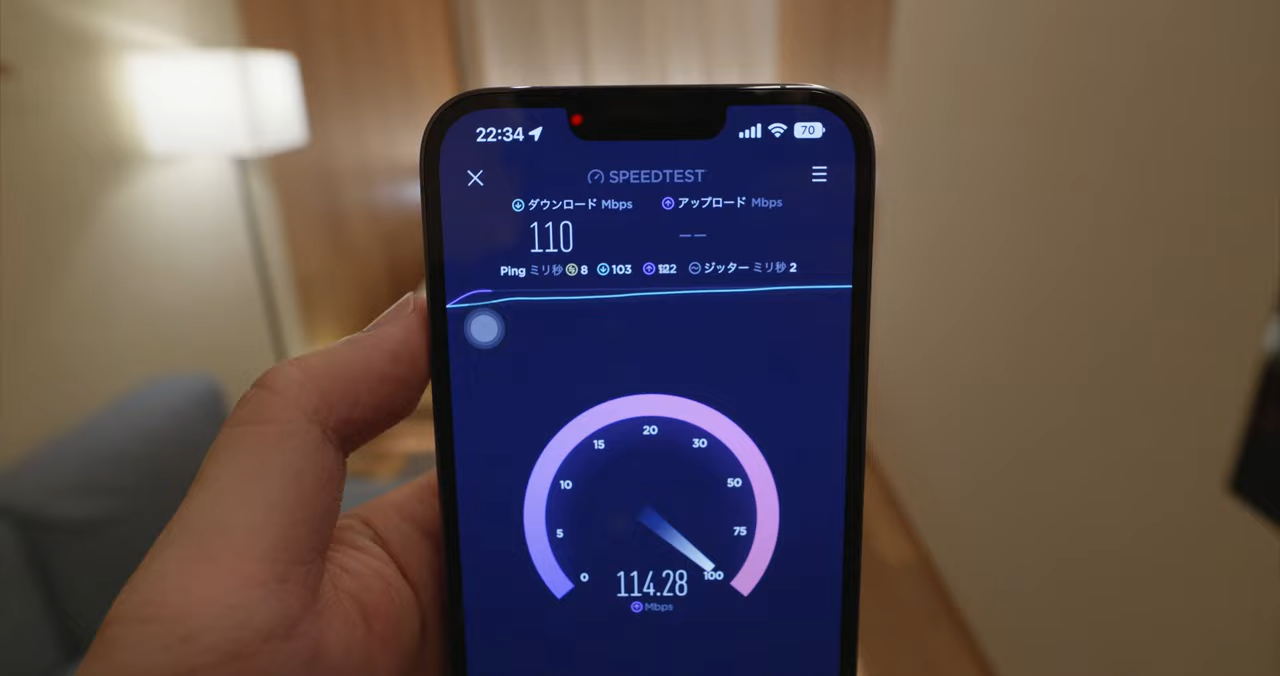 22:34 70
SPEEDTEST
ダウンロード Mbps アップロード Mbps
110 --
Ping ミリ秒 8 103 ジッター ミリ秒 2
20
15 30
10 50
5 75
0 100
114.28
Mbps